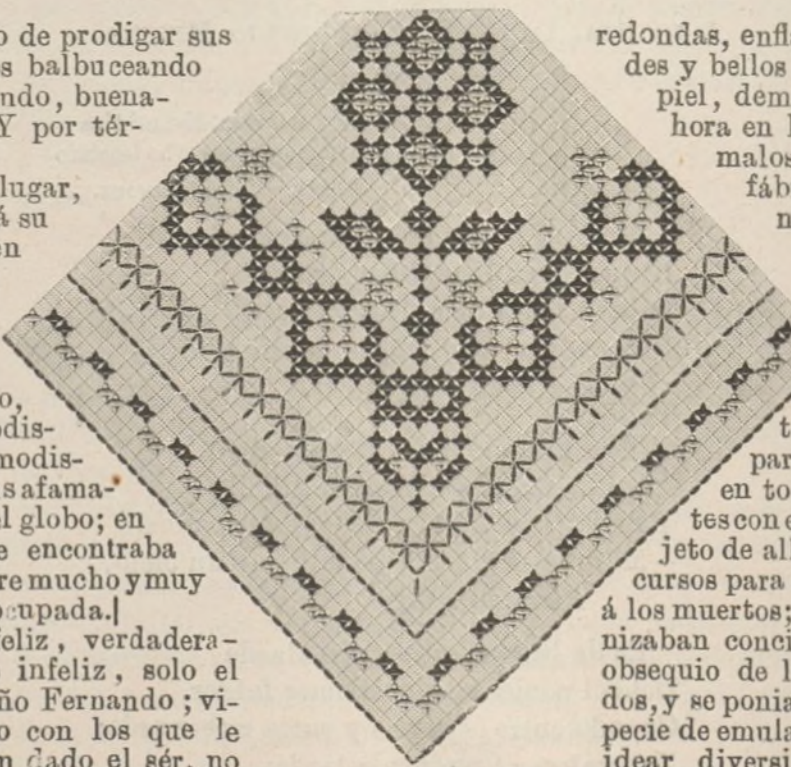 o de prodigar sus
s balbuceando
ndo, buena-
Y por tér-
lugar,
á su
en
o,
odis-
modis-
s afama-
l globo; en
e encontraba
re mucho y muy
cupada.
feliz, verdadera-
infeliz, solo el
ño Fernando; vi-
o con los que le
n dado el sér, no
redondas, enfla
des y bellos
piel, dem
hora en l
malos
fáb
n
t
par
en to
tes con e
jeto de al
cursos para
á los muertos;
nizaban conci
obsequio de l
dos, y se ponia
pecie de emula
idear diversi